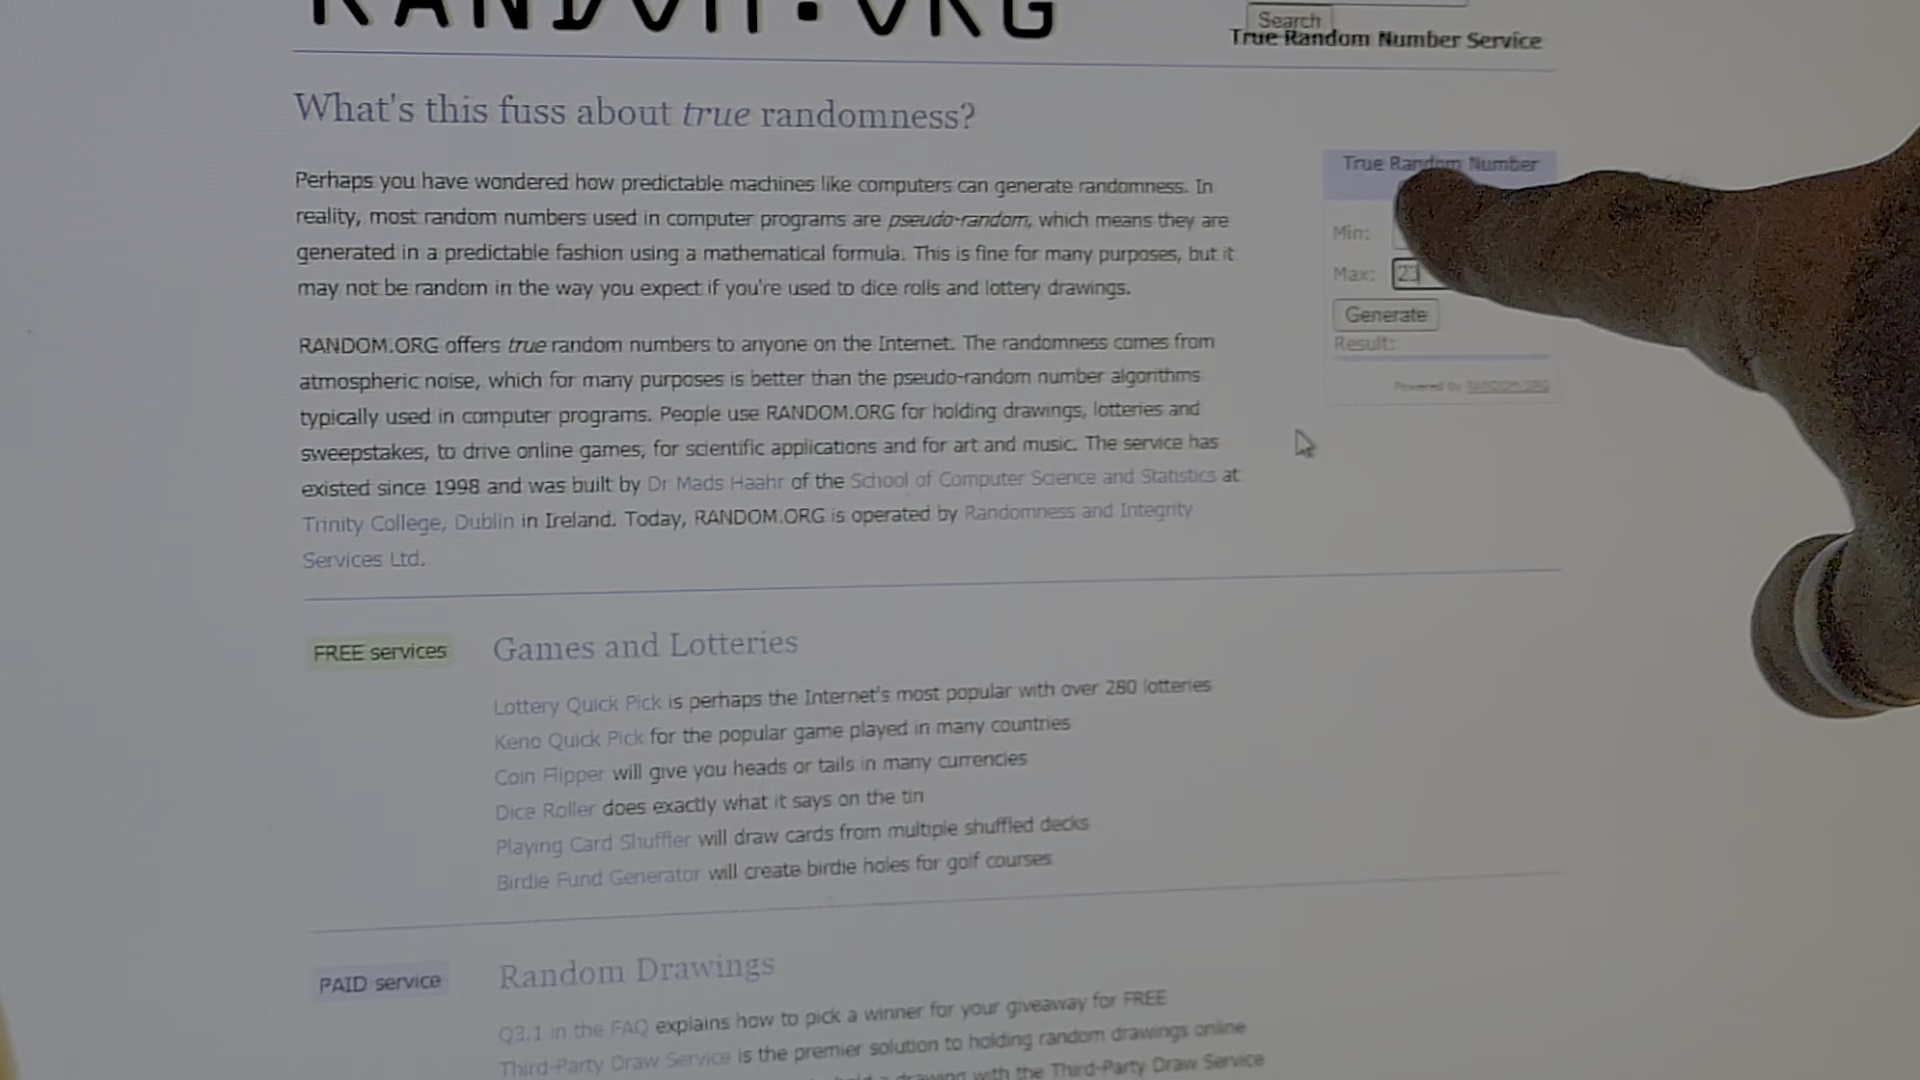 RANDOM.ORG
Search
True Random Number Service
What's this fuss about true randomness?
Perhaps you have wondered how predictable machines like computers can generate randomness. In
reality, most random numbers used in computer programs are pseudo-random, which means they are
generated in a predictable fashion using a mathematical formula. This is fine for many purposes, but it
may not be random in the way you expect if you're used to dice rolls and lottery drawings.
RANDOM.ORG offers true random numbers to anyone on the Internet. The randomness comes from
atmospheric noise, which for many purposes is better than the pseudo-random number algorithms
typically used in computer programs. People use RANDOM.ORG for holding drawings, lotteries and
sweepstakes, to drive online games, for scientific applications and for art and music. The service has
existed since 1998 and was built by Dr Mads Haahr of the School of Computer Science and Statistics at
Trinity College, Dublin in Ireland. Today, RANDOM.ORG is operated by Randomness and Integrity
Services Ltd.
True Random Number
Min:
Max:
Generate
Result:
Powered by RANDOM.ORG
FREE services
Games and Lotteries
Lottery Quick Pick is perhaps the Internet's most popular with over 280 lotteries
Keno Quick Pick for the popular game played in many countries
Coin Flipper will give you heads or tails in many currencies
Dice Roller does exactly what it says on the tin
Playing Card Shuffler will draw cards from multiple shuffled decks
Birdie Fund Generator will create birdie holes for golf courses
PAID service
Random Drawings
Q3.1 in the FAQ explains how to pick a winner for your giveaway for FREE
Third-Party Draw Service is the premier solution to holding random drawings online
drawing with the Third-Party Draw Service